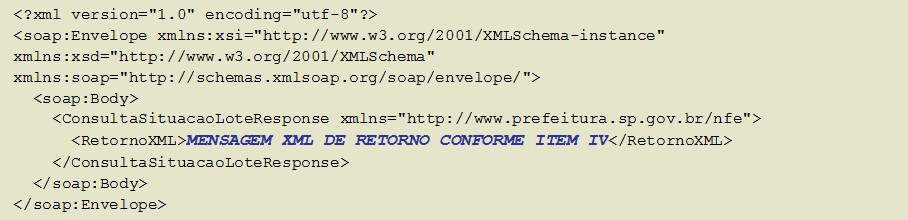 <?xml version="1.0" encoding="utf-8"?>
<soap:Envelope xmlns:xsi="http://www.w3.org/2001/XMLSchema-instance"
xmlns:xsd="http://www.w3.org/2001/XMLSchema"
xmlns:soap="http://schemas.xmlsoap.org/soap/envelope/">
  <soap:Body>
    <ConsultaSituacaoLoteResponse xmlns="http://www.prefeitura.sp.gov.br/nfe">
      <RetornoXML>MENSAGEM XML DE RETORNO CONFORME ITEM IV</RetornoXML>
    </ConsultaSituacaoLoteResponse>
  </soap:Body>
</soap:Envelope>